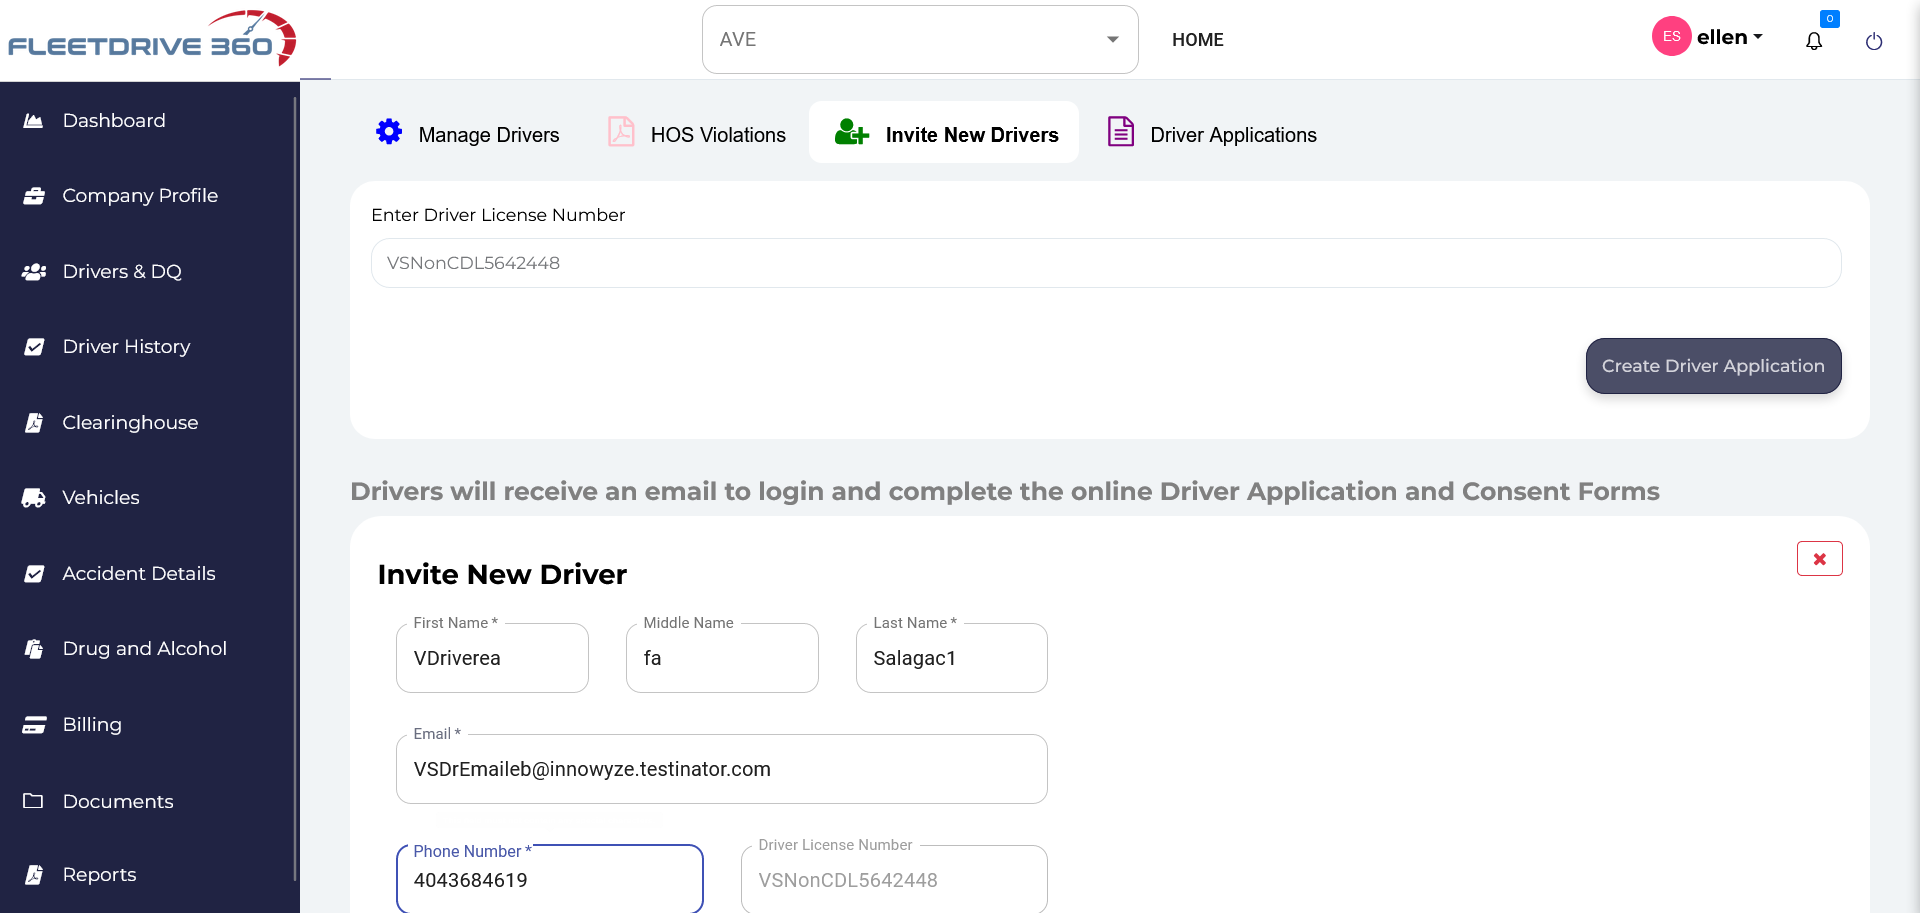 FLEETDRIVE 360
AVE
HOME
ES
ellen
0
Dashboard
Company Profile
Drivers & DQ
Driver History
Clearinghouse
Vehicles
Accident Details
Drug and Alcohol
Billing
Documents
Reports
Manage Drivers
HOS Violations
Invite New Drivers
Driver Applications
Enter Driver License Number
VSNonCDL5642448
Create Driver Application
Drivers will receive an email to login and complete the online Driver Application and Consent Forms
Invite New Driver
First Name *
VDriverea
Middle Name
fa
Last Name *
Salagac1
Email *
VSDrEmaileb@innowyze.testinator.com
Phone Number *
4043684619
Driver License Number
VSNonCDL5642448